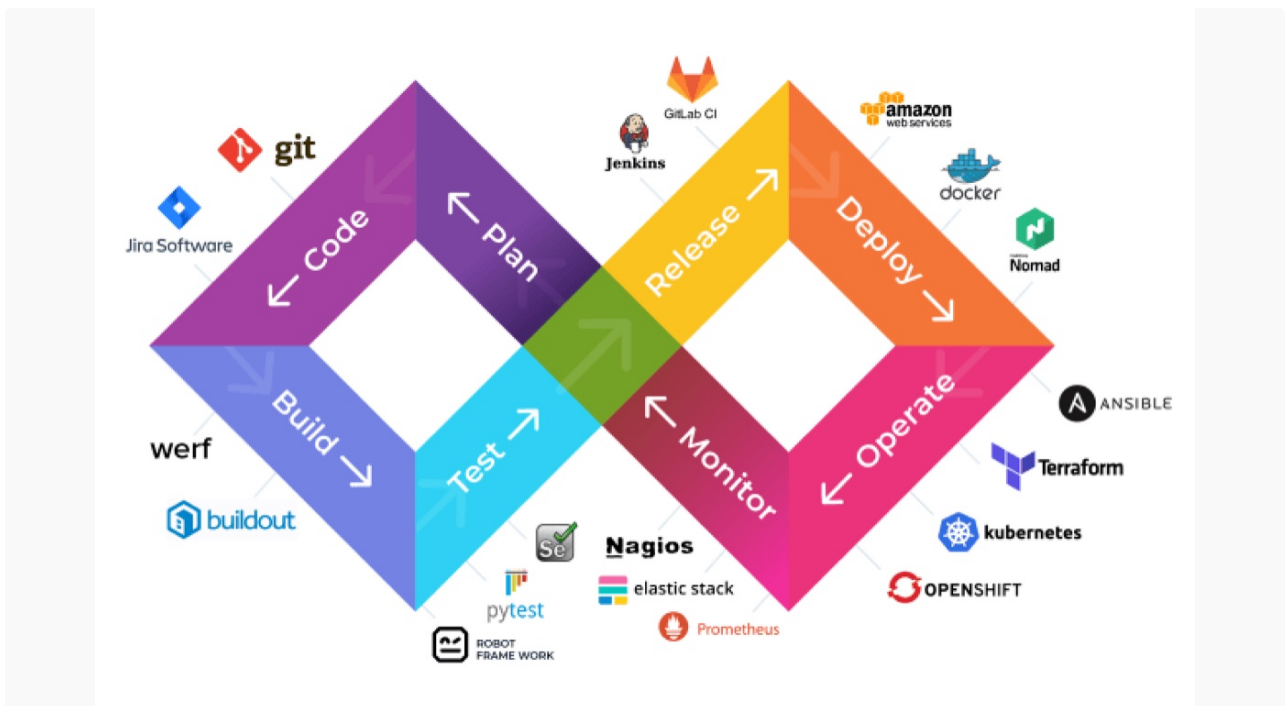 GitLab CI
Jenkins
amazon
web services
git
docker
Jira Software
Nomad
Code
Plan
Release
Deploy
Build
Test
Monitor
Operate
werf
buildout
ANSIBLE
Terraform
kubernetes
OPENSHIFT
Se
Nagios
pytest
elastic stack
ROBOT
FRAME WORK
Prometheus